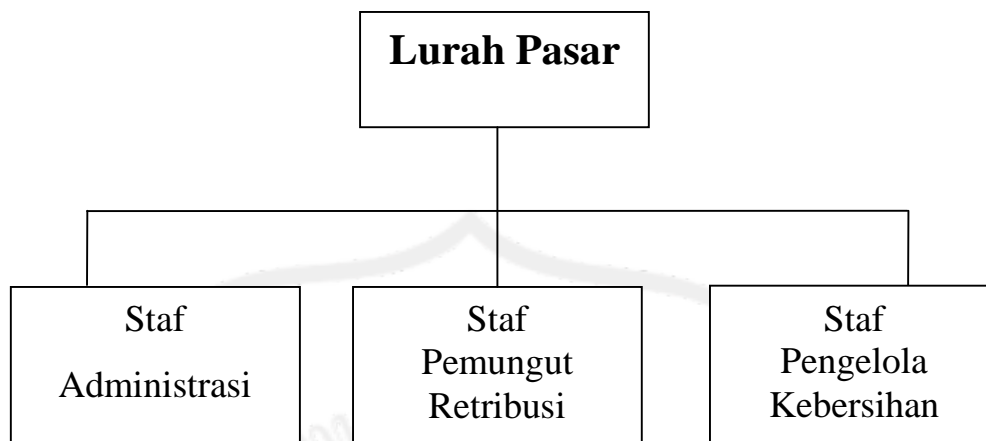 Lurah Pasar
Staf
Administrasi
Staf
Pemungut
Retribusi
Staf
Pengelola
Kebersihan